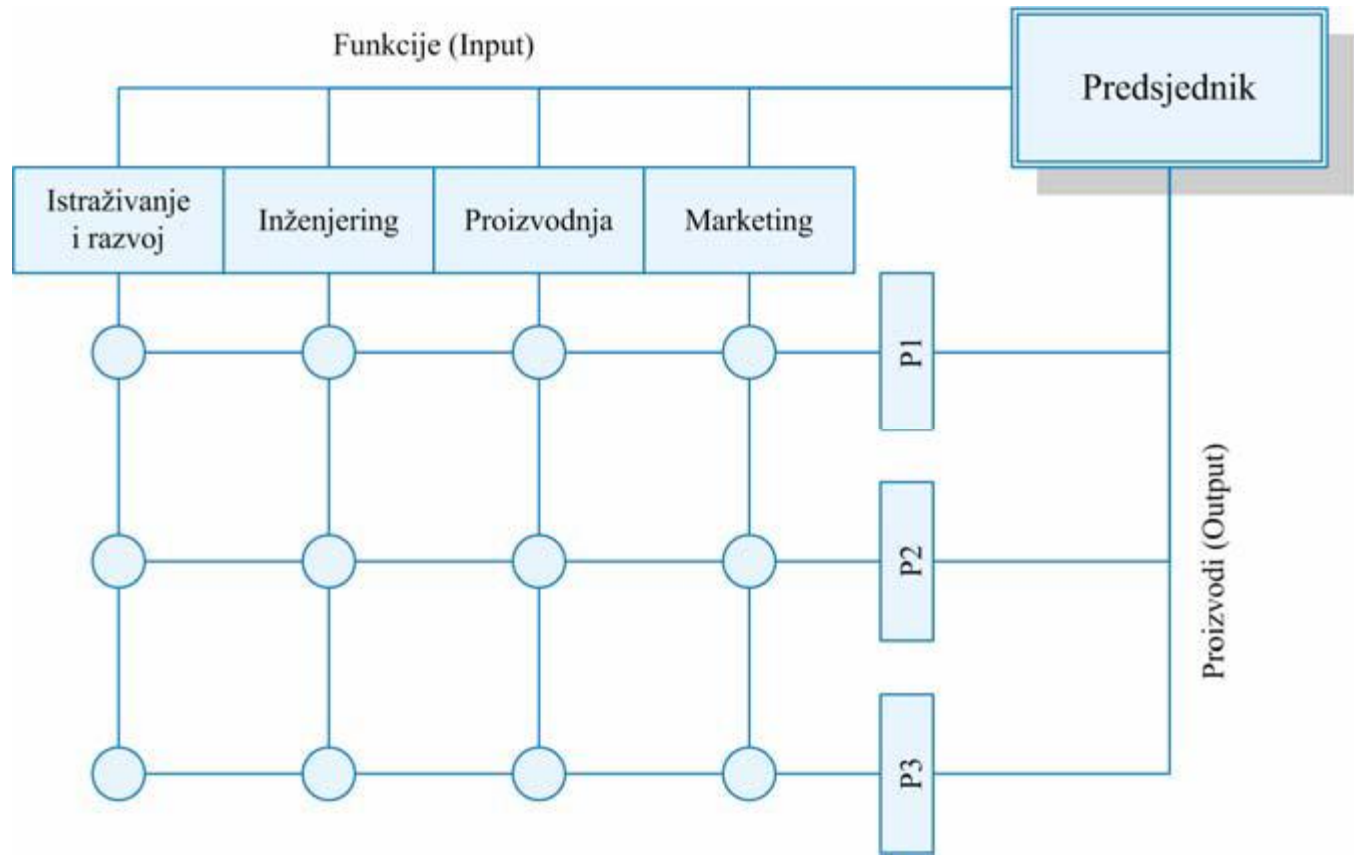 Funkcije (Input)
Predsjednik
Istraživanje
i razvoj
Inženjering
Proizvodnja
Marketing
P1
P2
P3
Proizvodi (Output)